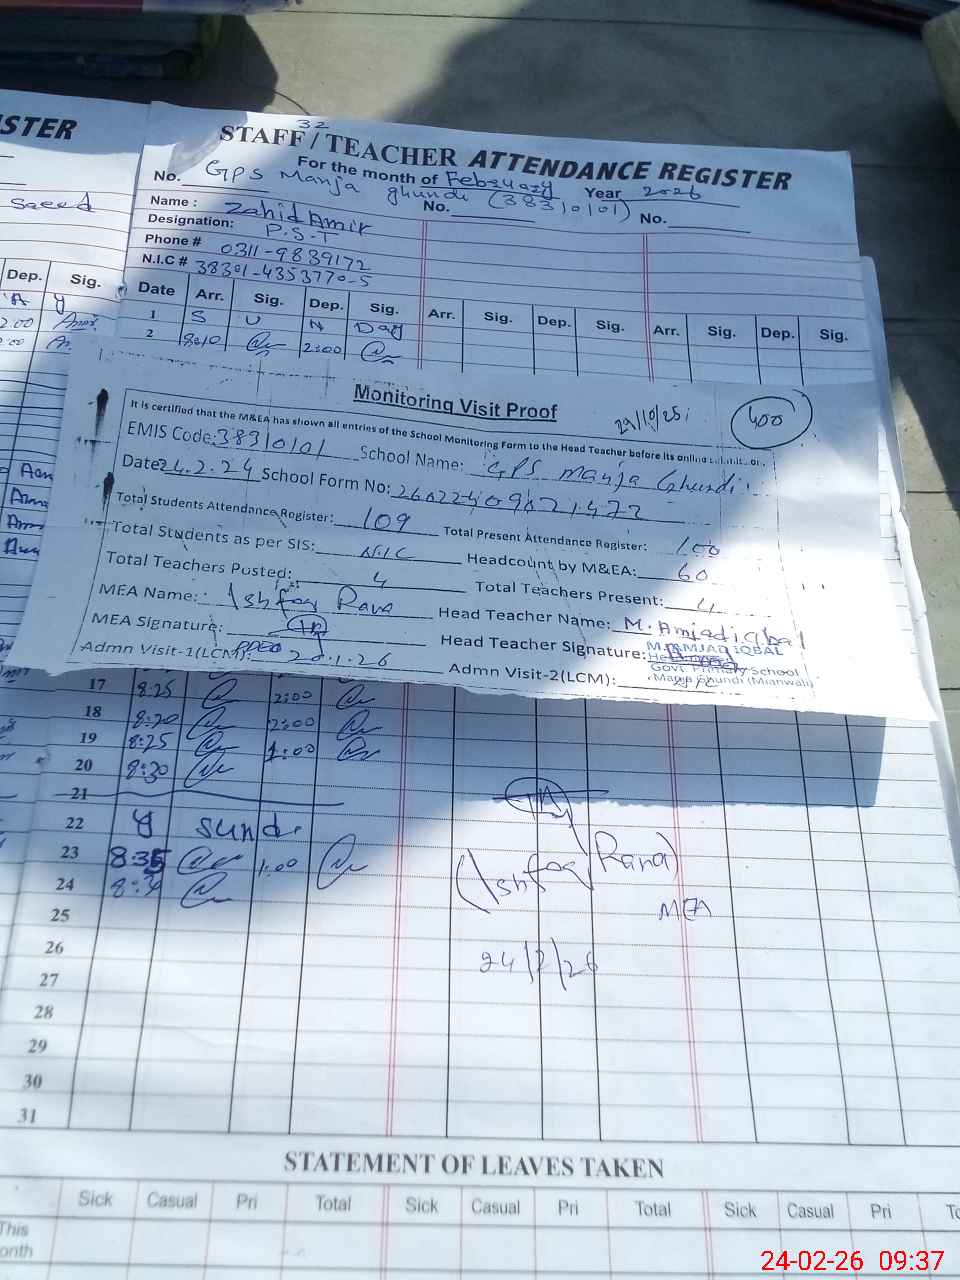 ISTER
Saeed
Dep. Sig.
32
STAFF / TEACHER ATTENDANCE REGISTER
For the month of February Year 2026
No. GPS Manja ghundi (38310101) No. No.
Name : Zahid Amir
Designation: P.S.T
Phone # 0311-9839172
N.I.C # 38301-4353770-5
Date Arr. Sig. Dep. Sig. Arr. Sig. Dep. Sig. Arr. Sig. Dep. Sig.
1 S U N Day
2 8:10 2:00
Monitoring Visit Proof
29/10/25
400
It is certified that the M&EA has shown all entries of the School Monitoring Form to the Head Teacher before its online
EMIS Code: 38310101 School Name: GPS Manja Ghundi
Date: 24.2.24 School Form No:
Total Students Attendance Register: 109 Total Present Attendance Register: 100
Total Students as per SIS: N.I.C Headcount by M&EA: 60
Total Teachers Posted: 4 Total Teachers Present: 4
MEA Name: Ishfaq Rana Head Teacher Name: M. Amjad iqbal
MEA Signature: Head Teacher Signature:
M. AMJAD IQBAL
Govt Primary School
Manja Ghundi (Mianwali)
Admn Visit-1(LCM): 20.1.26 Admn Visit-2(LCM):
17 8:25 2:00
18 8:20 2:00
19 8:25 1:00
20 8:30
21
22 Sund
23 8:35 1:00
24
25
(Ishfaq Rana)
MEA
24/2/26
26
27
28
29
30
31
STATEMENT OF LEAVES TAKEN
Sick Casual Pri Total Sick Casual Pri Total Sick Casual Pri
This
onth
24-02-26 09:37